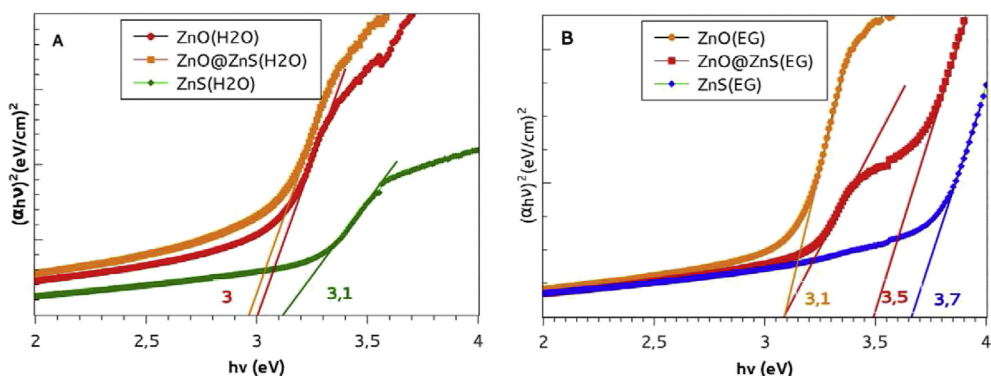 A
ZnO(H2O)
ZnO@ZnS(H2O)
ZnS(H2O)
(αhν)²(eV/cm)²
3
3,1
2
2,5
3
3,5
4
hν (eV)
B
ZnO(EG)
ZnO@ZnS(EG)
ZnS(EG)
(αhν)²(eV/cm)²
3,1
3,5
3,7
2
2,5
3
3,5
4
hν (eV)